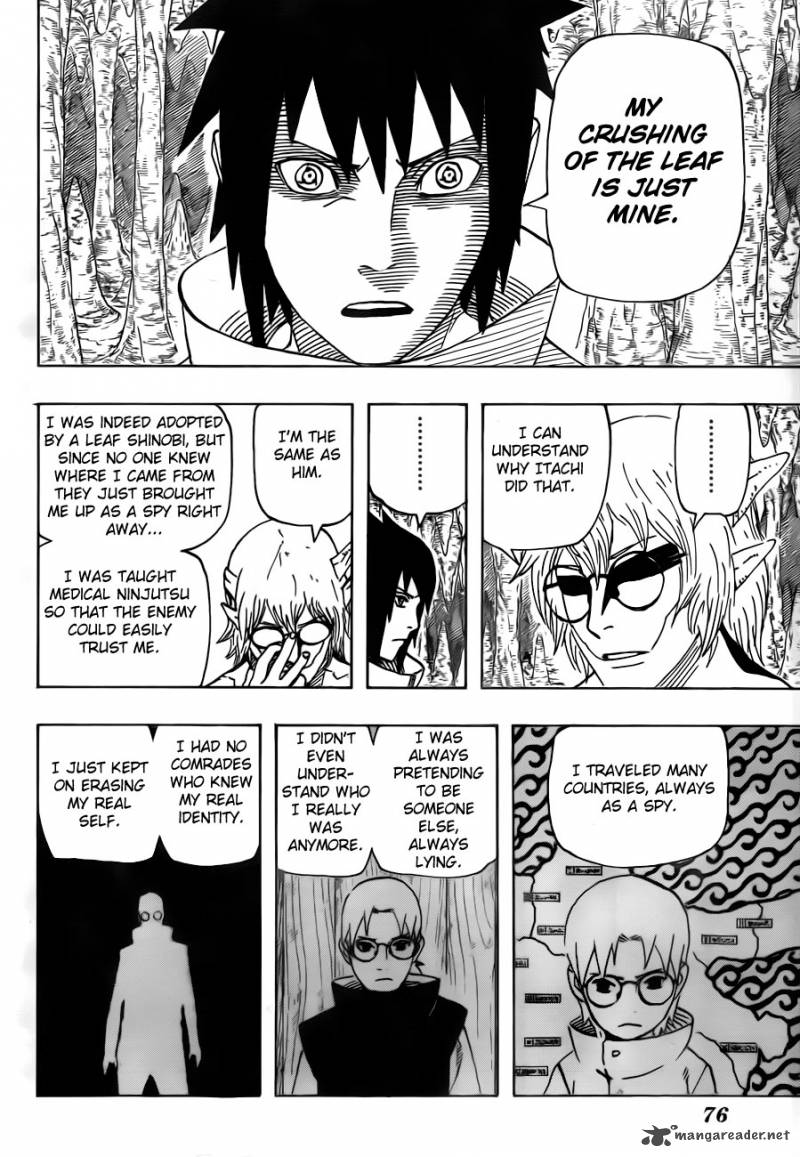 MY
CRUSHING
OF THE LEAF
IS JUST
MINE.
.........
I CAN
UNDERSTAND
WHY ITACHI
DID THAT.
.........
I'M THE
SAME AS
HIM.
I WAS INDEED ADOPTED
BY A LEAF SHINOBI, BUT
SINCE NO ONE KNEW
WHERE I CAME FROM
THEY JUST BROUGHT
ME UP AS A SPY RIGHT
AWAY...
I WAS TAUGHT
MEDICAL NINJUTSU
SO THAT THE ENEMY
COULD EASILY
TRUST ME.
I TRAVELED MANY
COUNTRIES, ALWAYS
AS A SPY.
I WAS
ALWAYS
PRETENDING
TO BE
SOMEONE
ELSE,
ALWAYS
LYING.
I DIDN'T
EVEN
UNDER-
STAND WHO
I REALLY
WAS
ANYMORE.
I HAD NO
COMRADES
WHO KNEW
MY REAL
IDENTITY.
I JUST KEPT
ON ERASING
MY REAL
SELF.
76
mangareader.net